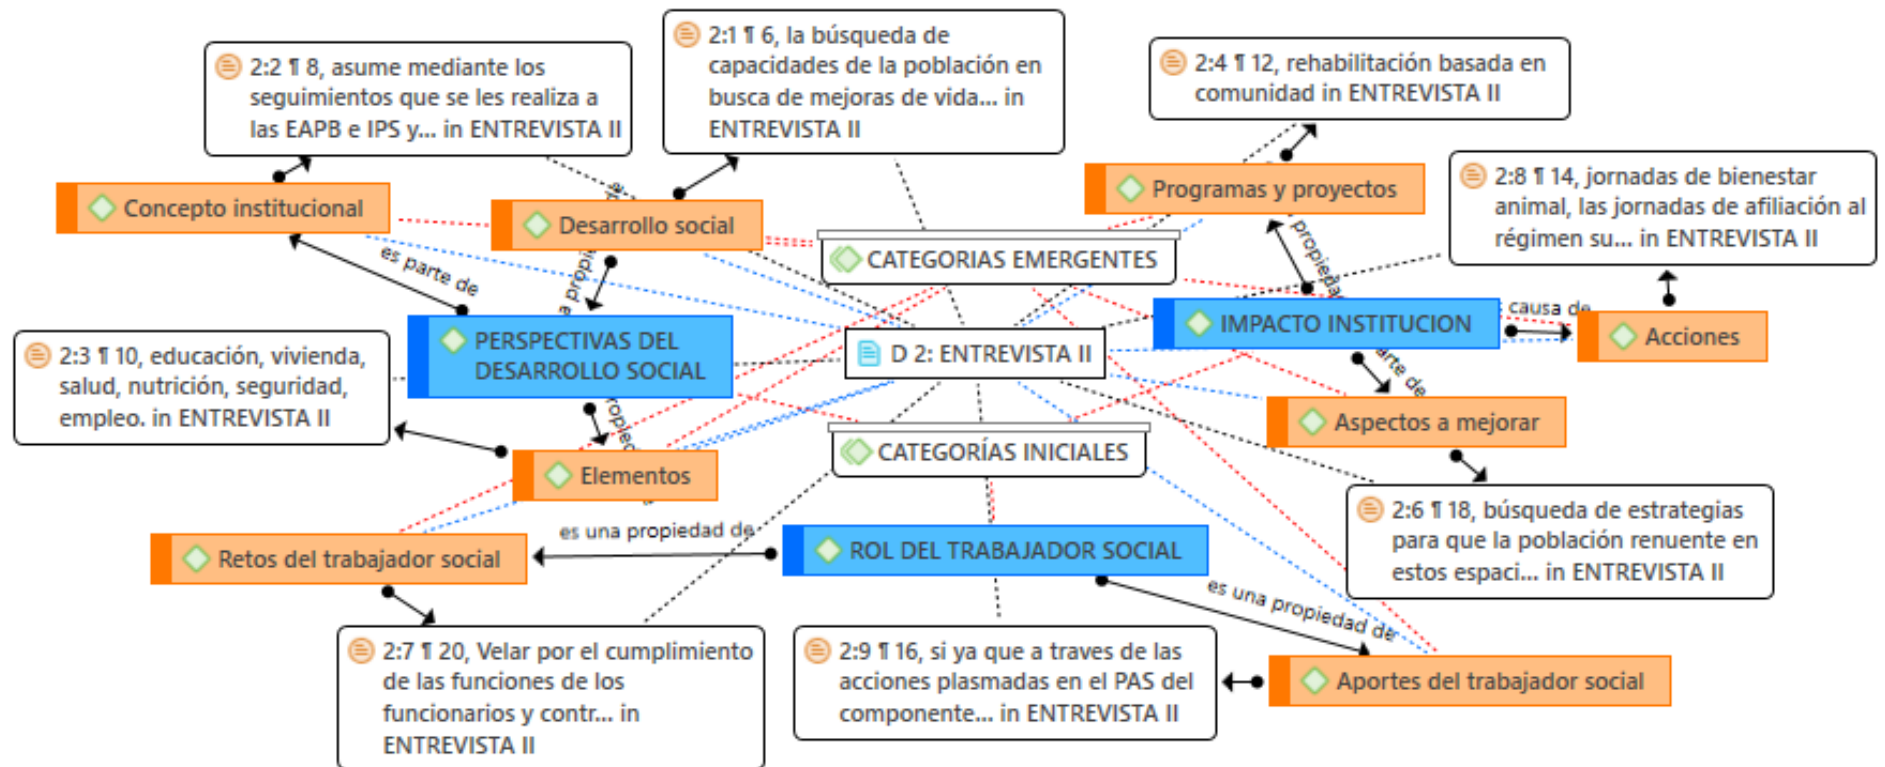 2:1 ¶ 6, la búsqueda de
capacidades de la población en
busca de mejoras de vida... in
ENTREVISTA II
2:2 ¶ 8, asume mediante los
seguimientos que se les realiza a
las EAPB e IPS y... in ENTREVISTA II
2:4 ¶ 12, rehabilitación basada en
comunidad in ENTREVISTA II
2:8 ¶ 14, jornadas de bienestar
animal, las jornadas de afiliación al
régimen su... in ENTREVISTA II
Concepto institucional
Desarrollo social
Programas y proyectos
CATEGORIAS EMERGENTES
es parte de
IMPACTO INSTITUCION
causa de
Acciones
PERSPECTIVAS DEL
DESARROLLO SOCIAL
D 2: ENTREVISTA II
2:3 ¶ 10, educación, vivienda,
salud, nutrición, seguridad,
empleo. in ENTREVISTA II
Aspectos a mejorar
CATEGORÍAS INICIALES
Elementos
2:6 ¶ 18, búsqueda de estrategias
para que la población renuente en
estos espaci... in ENTREVISTA II
es una propiedad de
Retos del trabajador social
ROL DEL TRABAJADOR SOCIAL
es una propiedad de
2:7 ¶ 20, Velar por el cumplimiento
de las funciones de los
funcionarios y contr... in
ENTREVISTA II
2:9 ¶ 16, si ya que a traves de las
acciones plasmadas en el PAS del
componente... in ENTREVISTA II
Aportes del trabajador social